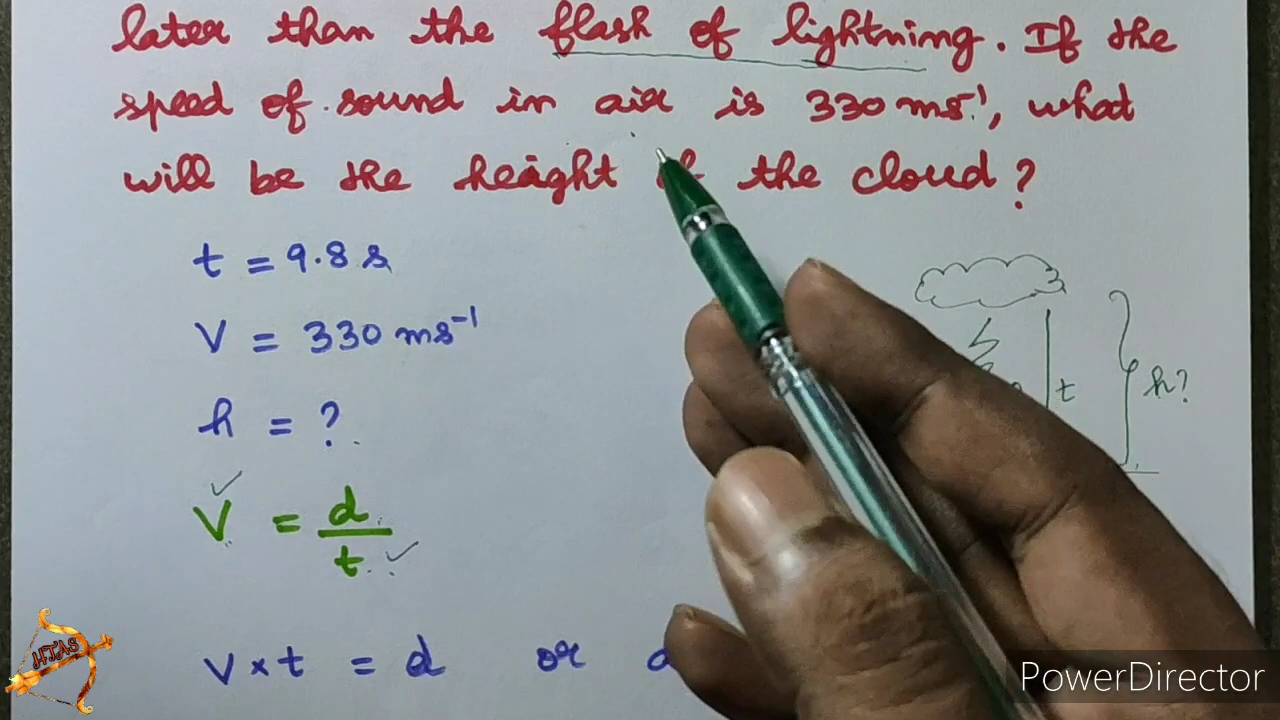 later than the flash of lightning. If the
speed of sound in air is 330 ms⁻¹, what
will be the height of the cloud?
t = 9.8 s
V = 330 ms⁻¹
h = ?
t
h?
V = d
t
V × t = d or
HTAS
PowerDirector